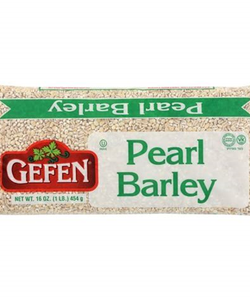 Pearl Barley
GEFEN
Pearl
Barley
NET WT. 16 OZ. (1 LB.) 454 g